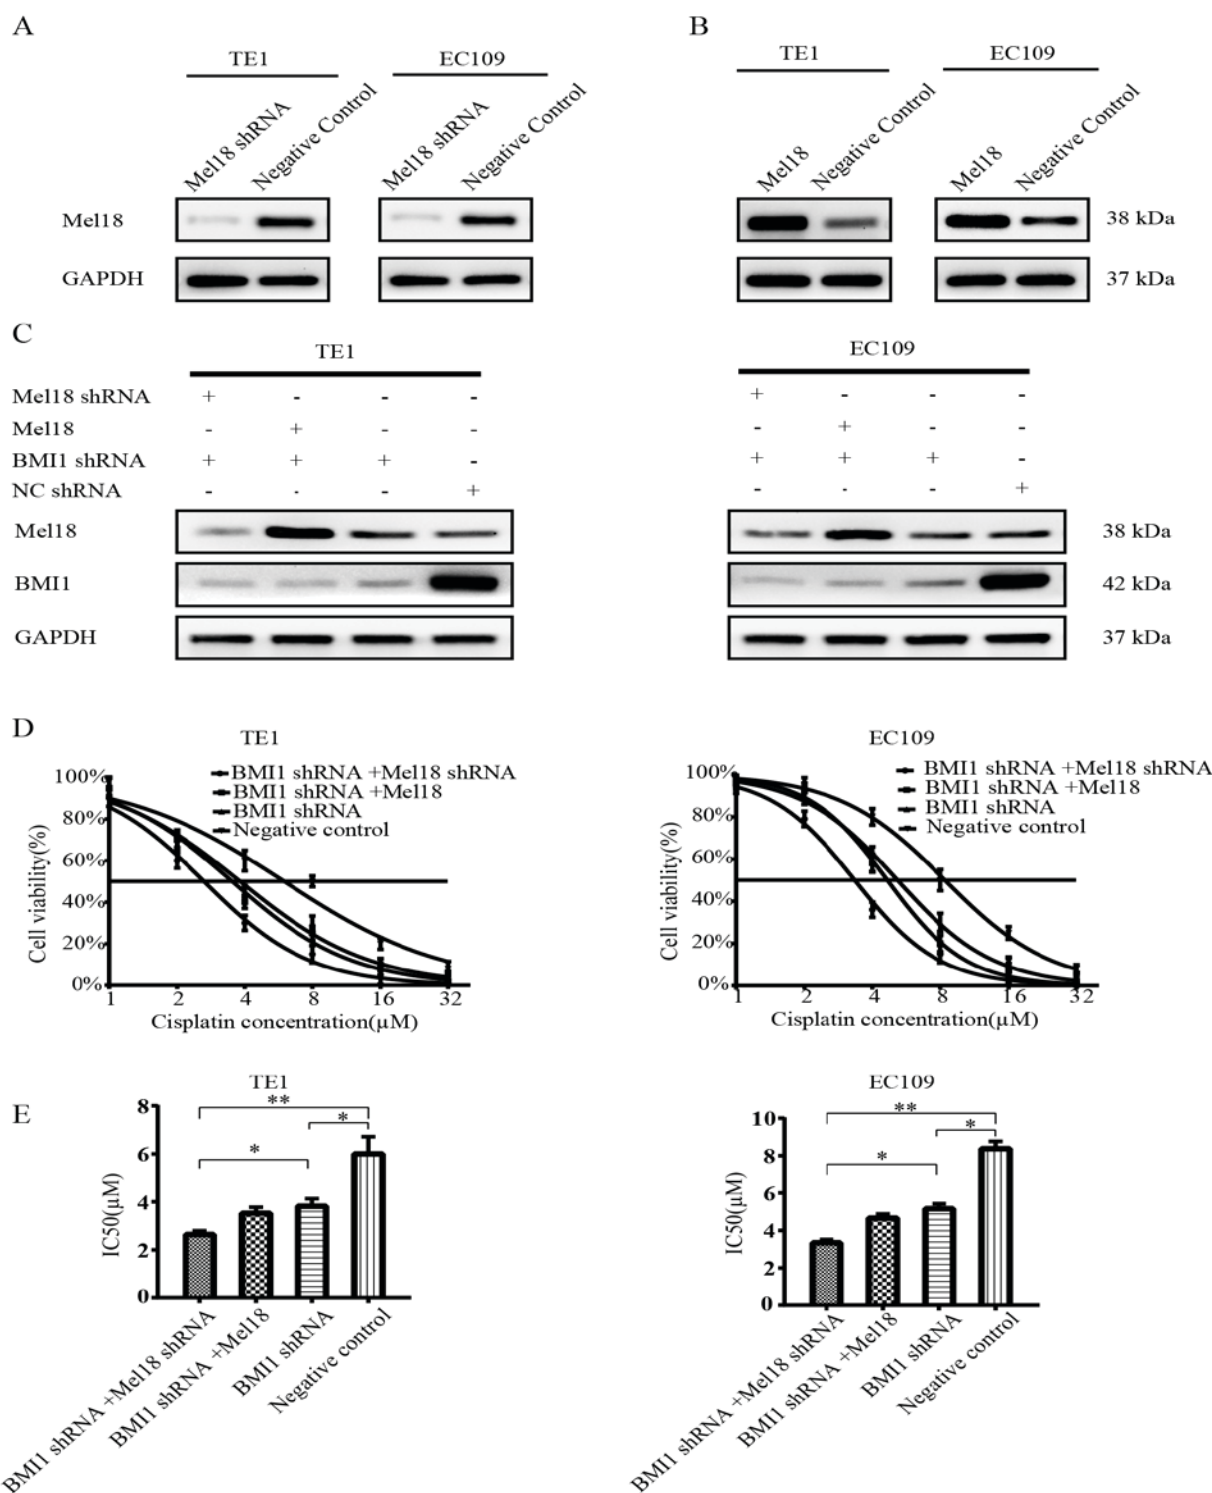 A
B
TE1
EC109
TE1
EC109
Mel18 shRNA
Negative Control
Mel18 shRNA
Negative Control
Mel18
Negative Control
Mel18
Negative Control
Mel18
38 kDa
GAPDH
37 kDa
C
TE1
EC109
Mel18 shRNA + - - - + - - -
Mel18 - + - - - + - -
BMI1 shRNA + + + - + + + -
NC shRNA - - - + - - - +
Mel18
38 kDa
BMI1
42 kDa
GAPDH
37 kDa
D
TE1
BMI1 shRNA +Mel18 shRNA
BMI1 shRNA +Mel18
BMI1 shRNA
Negative control
Cell viability(%)
100%
80%
60%
40%
20%
0%
1 2 4 8 16 32
Cisplatin concentration(μM)
EC109
BMI1 shRNA +Mel18 shRNA
BMI1 shRNA +Mel18
BMI1 shRNA
Negative control
Cell viability(%)
100%
80%
60%
40%
20%
0%
1 2 4 8 16 32
Cisplatin concentration(μM)
E
TE1
IC50(μM)
8
6
4
2
0
**
*
*
BMI1 shRNA +Mel18 shRNA
BMI1 shRNA +Mel18
BMI1 shRNA
Negative control
EC109
IC50(μM)
10
8
6
4
2
0
**
*
*
BMI1 shRNA +Mel18 shRNA
BMI1 shRNA +Mel18
BMI1 shRNA
Negative control